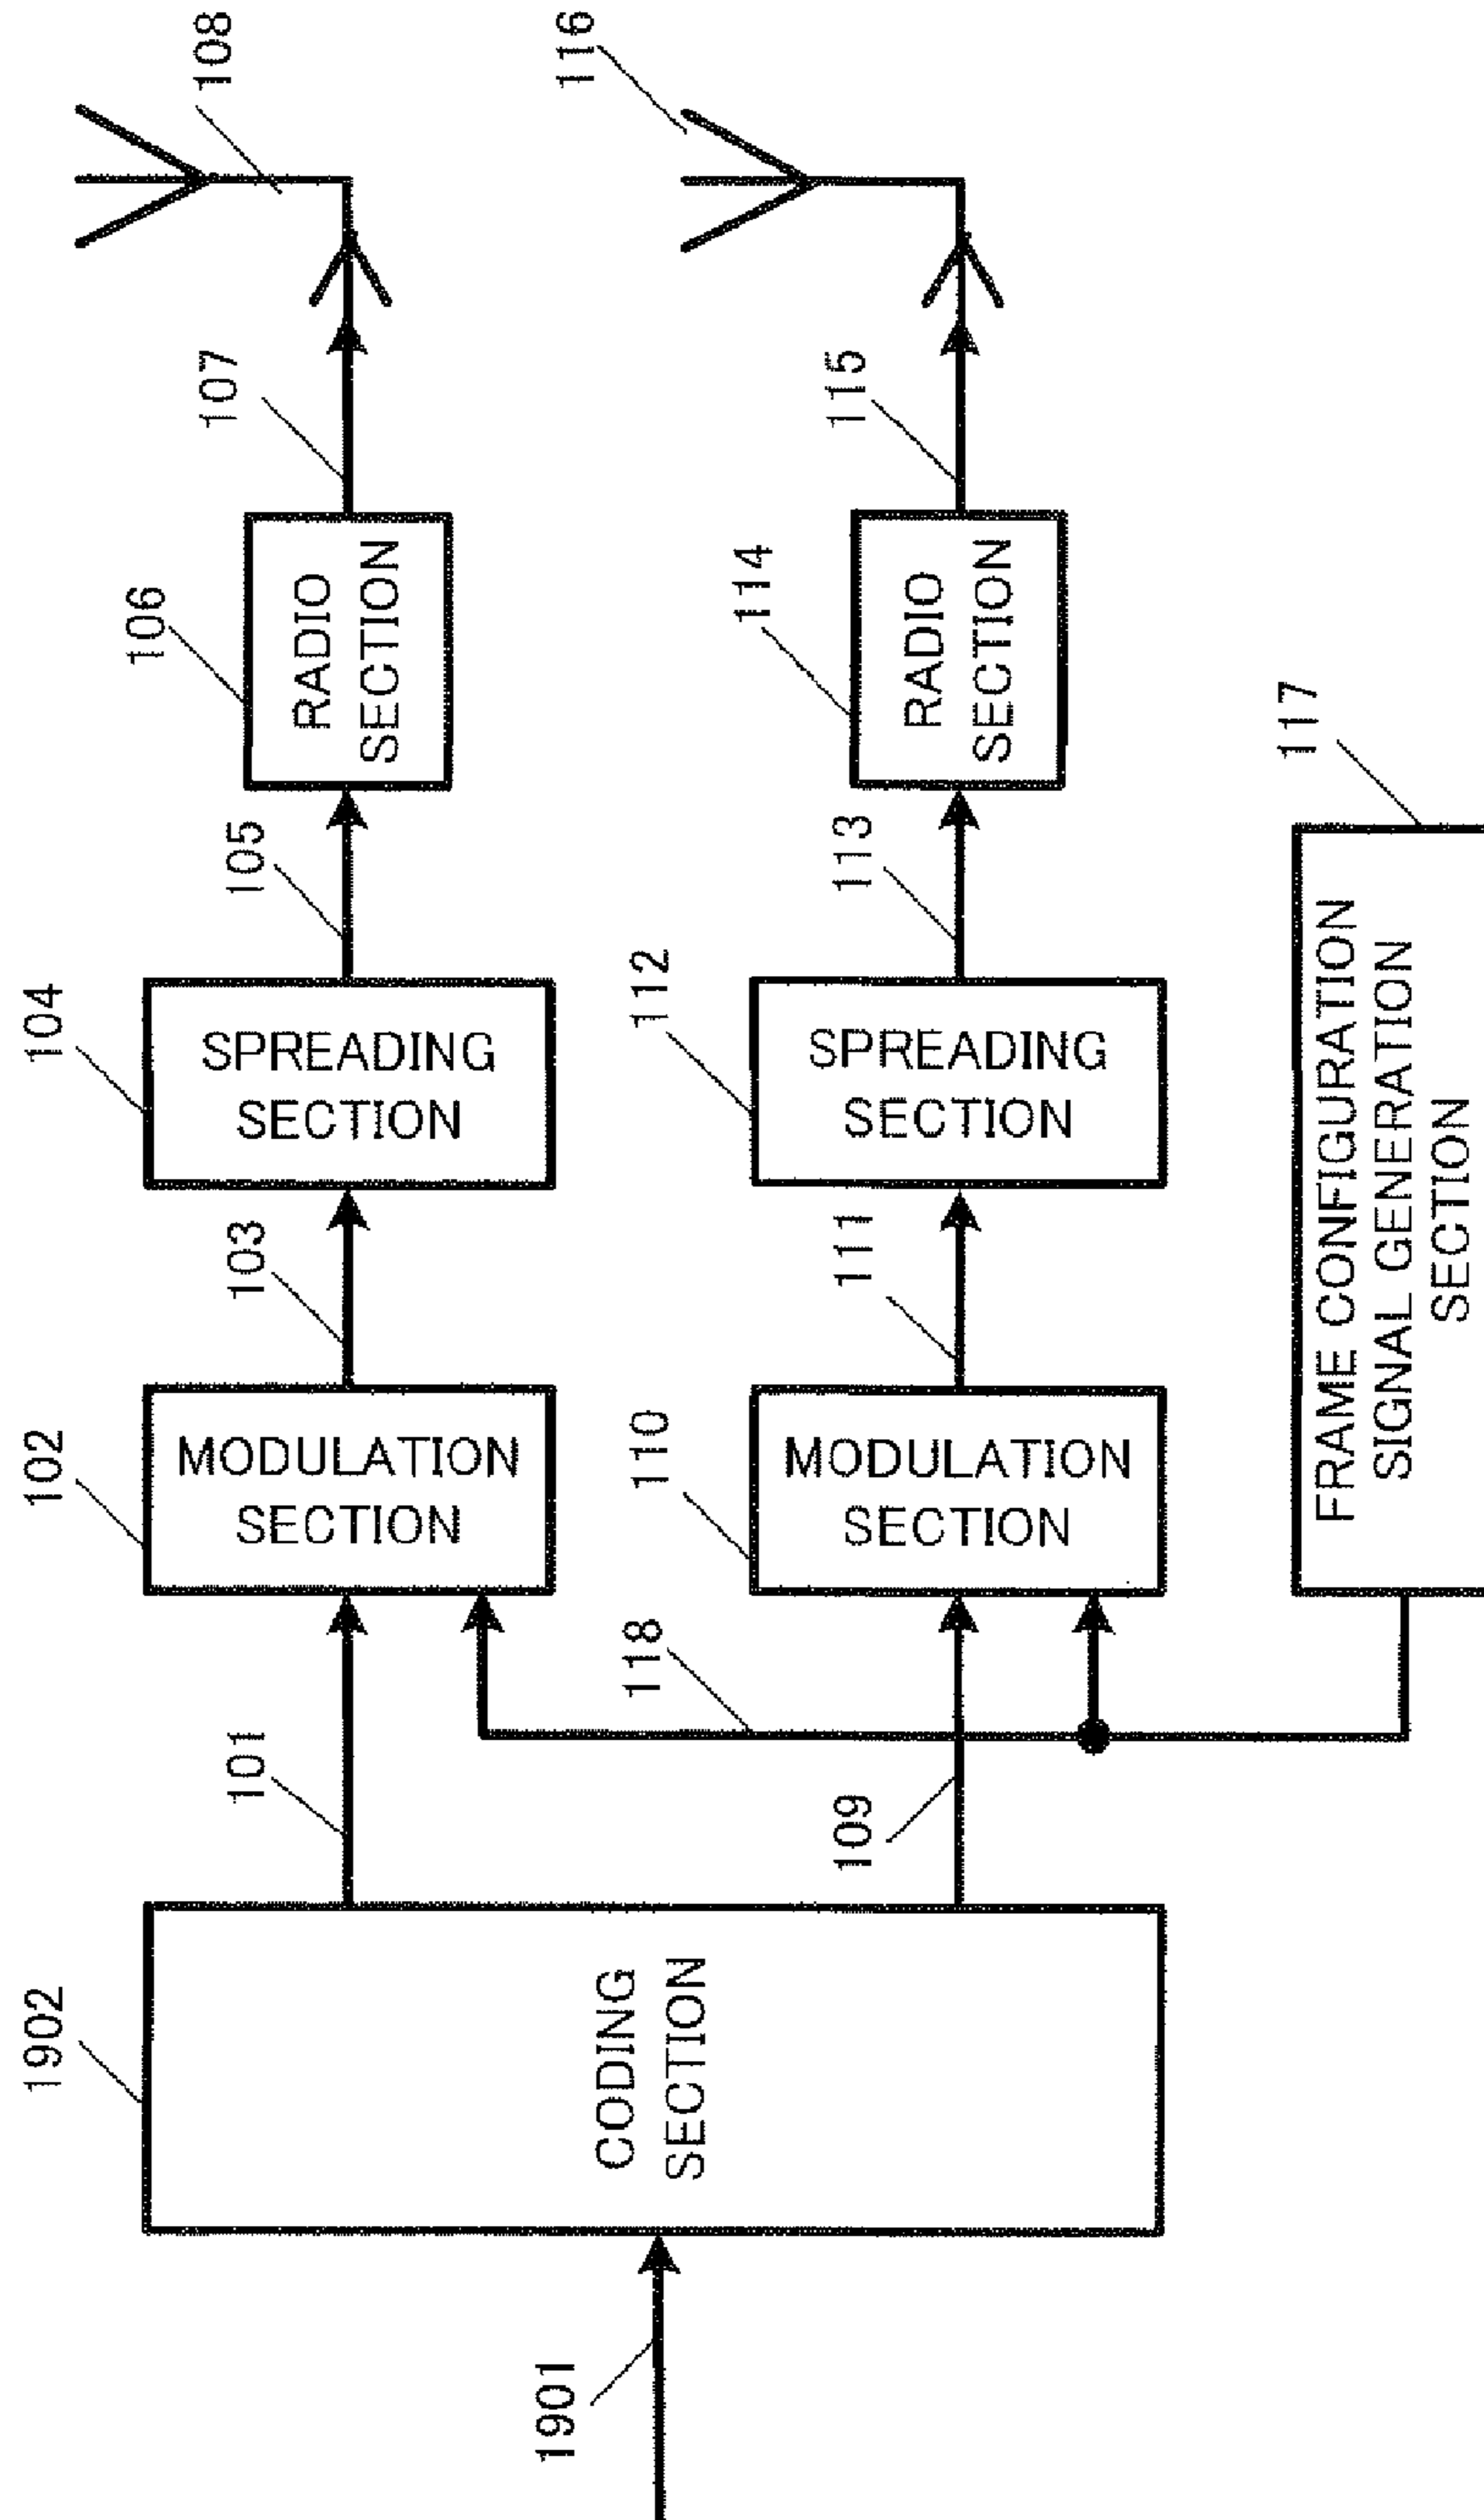 108
116
107
115
106
RADIO
SECTION
114
RADIO
SECTION
117
105
113
104
SPREADING
SECTION
112
SPREADING
SECTION
FRAME CONFIGURATION
SIGNAL GENERATION
SECTION
103
111
102
MODULATION
SECTION
110
MODULATION
SECTION
118
101
109
1902
CODING
SECTION
1901